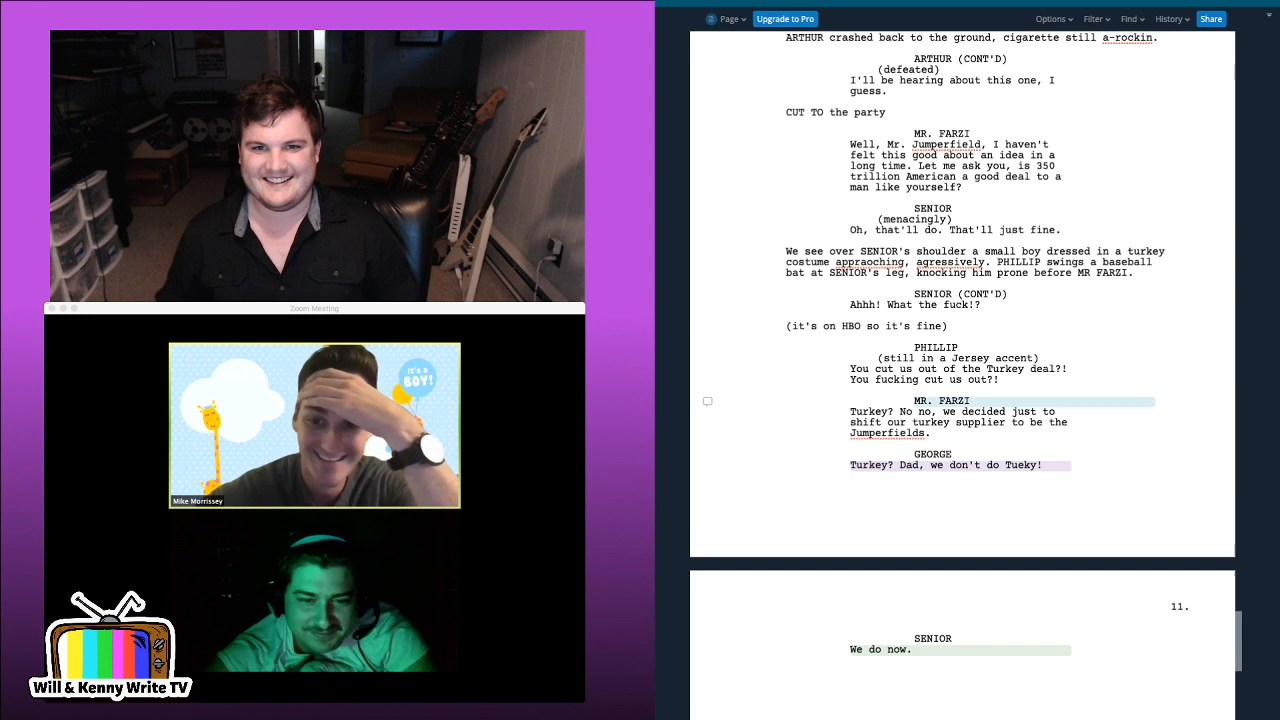 Zoom Meeting
IT'S A
BOY!
Mike Morrissey
Will & Kenny Write TV
Page
Upgrade to Pro
Options
Filter
Find
History
Share
ARTHUR crashed back to the ground, cigarette still a-rockin.
ARTHUR (CONT'D)
(defeated)
I'll be hearing about this one, I
guess.
CUT TO the party
MR. FARZI
Well, Mr. Jumperfield, I haven't
felt this good about an idea in a
long time. Let me ask you, is 350
trillion American a good deal to a
man like yourself?
SENIOR
(menacingly)
Oh, that'll do. That'll just fine.
We see over SENIOR's shoulder a small boy dressed in a turkey
costume appraoching, agressively. PHILLIP swings a baseball
bat at SENIOR's leg, knocking him prone before MR FARZI.
SENIOR (CONT'D)
Ahhh! What the fuck!?
(it's on HBO so it's fine)
PHILLIP
(still in a Jersey accent)
You cut us out of the Turkey deal?!
You fucking cut us out?!
MR. FARZI
Turkey? No no, we decided just to
shift our turkey supplier to be the
Jumperfields.
GEORGE
Turkey? Dad, we don't do Tueky!
11.
SENIOR
We do now.